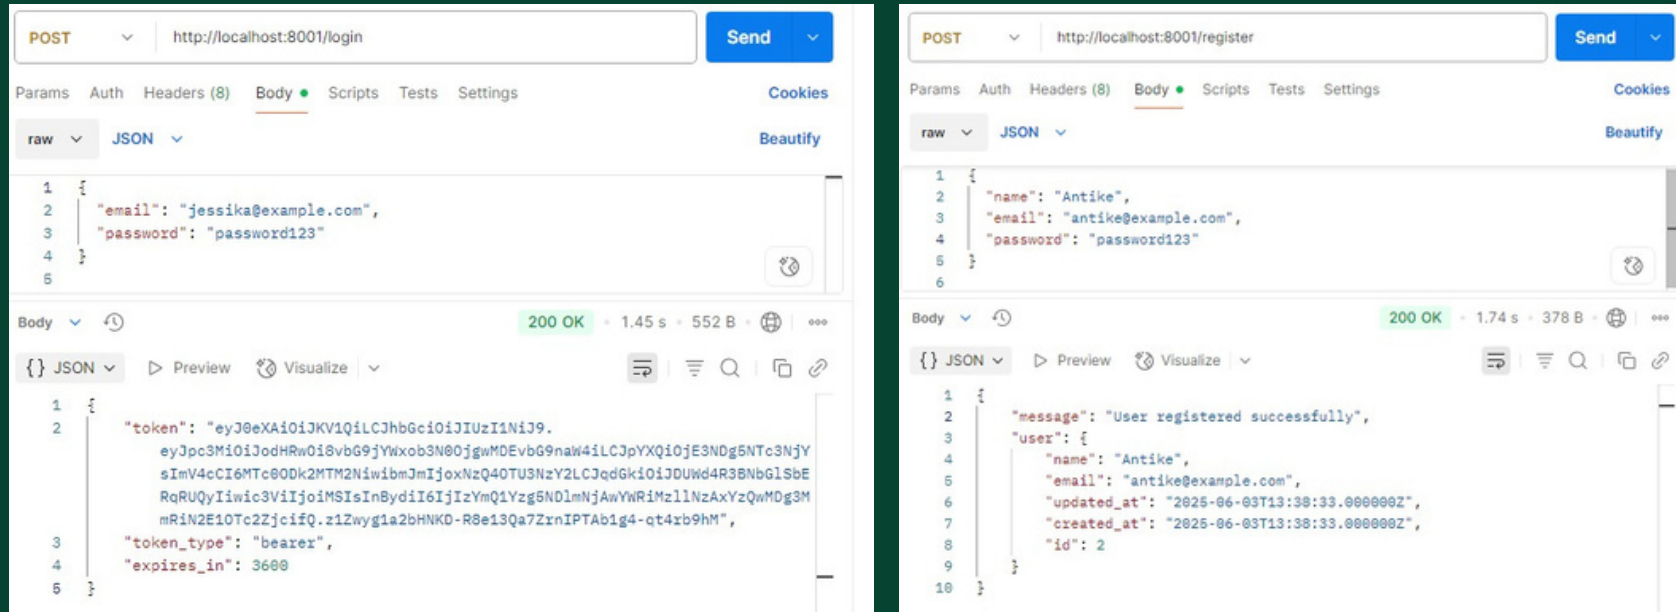 POST http://localhost:8001/login Send
Params Auth Headers (8) Body Scripts Tests Settings Cookies
raw JSON Beautify
1 {
2 "email": "jessika@example.com",
3 "password": "password123"
4 }
5
Body 200 OK 1.45 s 552 B
{} JSON Preview Visualize
1 {
2 "token": "eyJ0eXAiOiJKV1QiLCJhbGciOiJIUzI1NiJ9.
eyJpc3MiOiJodHRwOi8vbG9jYWxob3N0OjgwMDEvbG9naW4iLCJpYXQiOjE3NDg5NTc3NjY
sImV4cCI6MTc0ODk2MTM2NiwibmJmIjoxNzQ4OTU3NzY2LCJqdGkiOiJDUWd4R3BNbGlSbE
RqRUQyIiwic3ViIjoiMSIsInBydiI6IjIzYmQ1Yzg5NDlmNjAwYWRiMzllNzAxYzQwMDg3M
mRiN2E1OTc2ZjcifQ.z1Zwyg1a2bHNKD-R8e13Qa7ZrnIPTAb1g4-qt4rb9hM",
3 "token_type": "bearer",
4 "expires_in": 3600
5 }
POST http://localhost:8001/register Send
Params Auth Headers (8) Body Scripts Tests Settings Cookies
raw JSON Beautify
1 {
2 "name": "Antike",
3 "email": "antike@example.com",
4 "password": "password123"
5 }
6
Body 200 OK 1.74 s 378 B
{} JSON Preview Visualize
1 {
2 "message": "User registered successfully",
3 "user": {
4 "name": "Antike",
5 "email": "antike@example.com",
6 "updated_at": "2025-06-03T13:38:33.000000Z",
7 "created_at": "2025-06-03T13:38:33.000000Z",
8 "id": 2
9 }
10 }